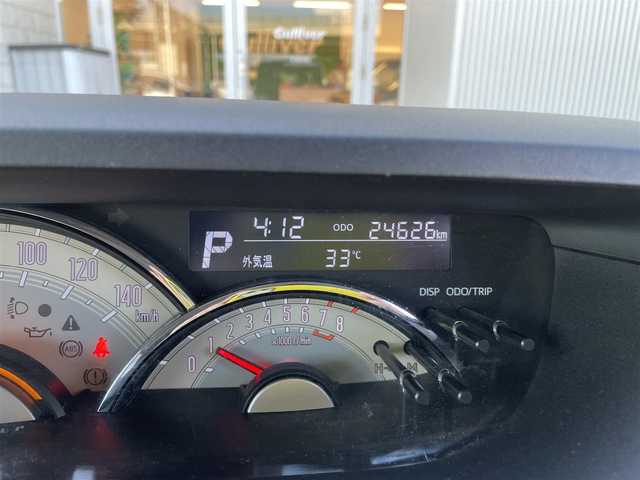 Gulliver
4:12 ODO 24626km
P
外気温 33℃
DISP ODO/TRIP
100 120 140
km/h
ABS
0 1 2 3 4 5 6 7 8
x1000r/min